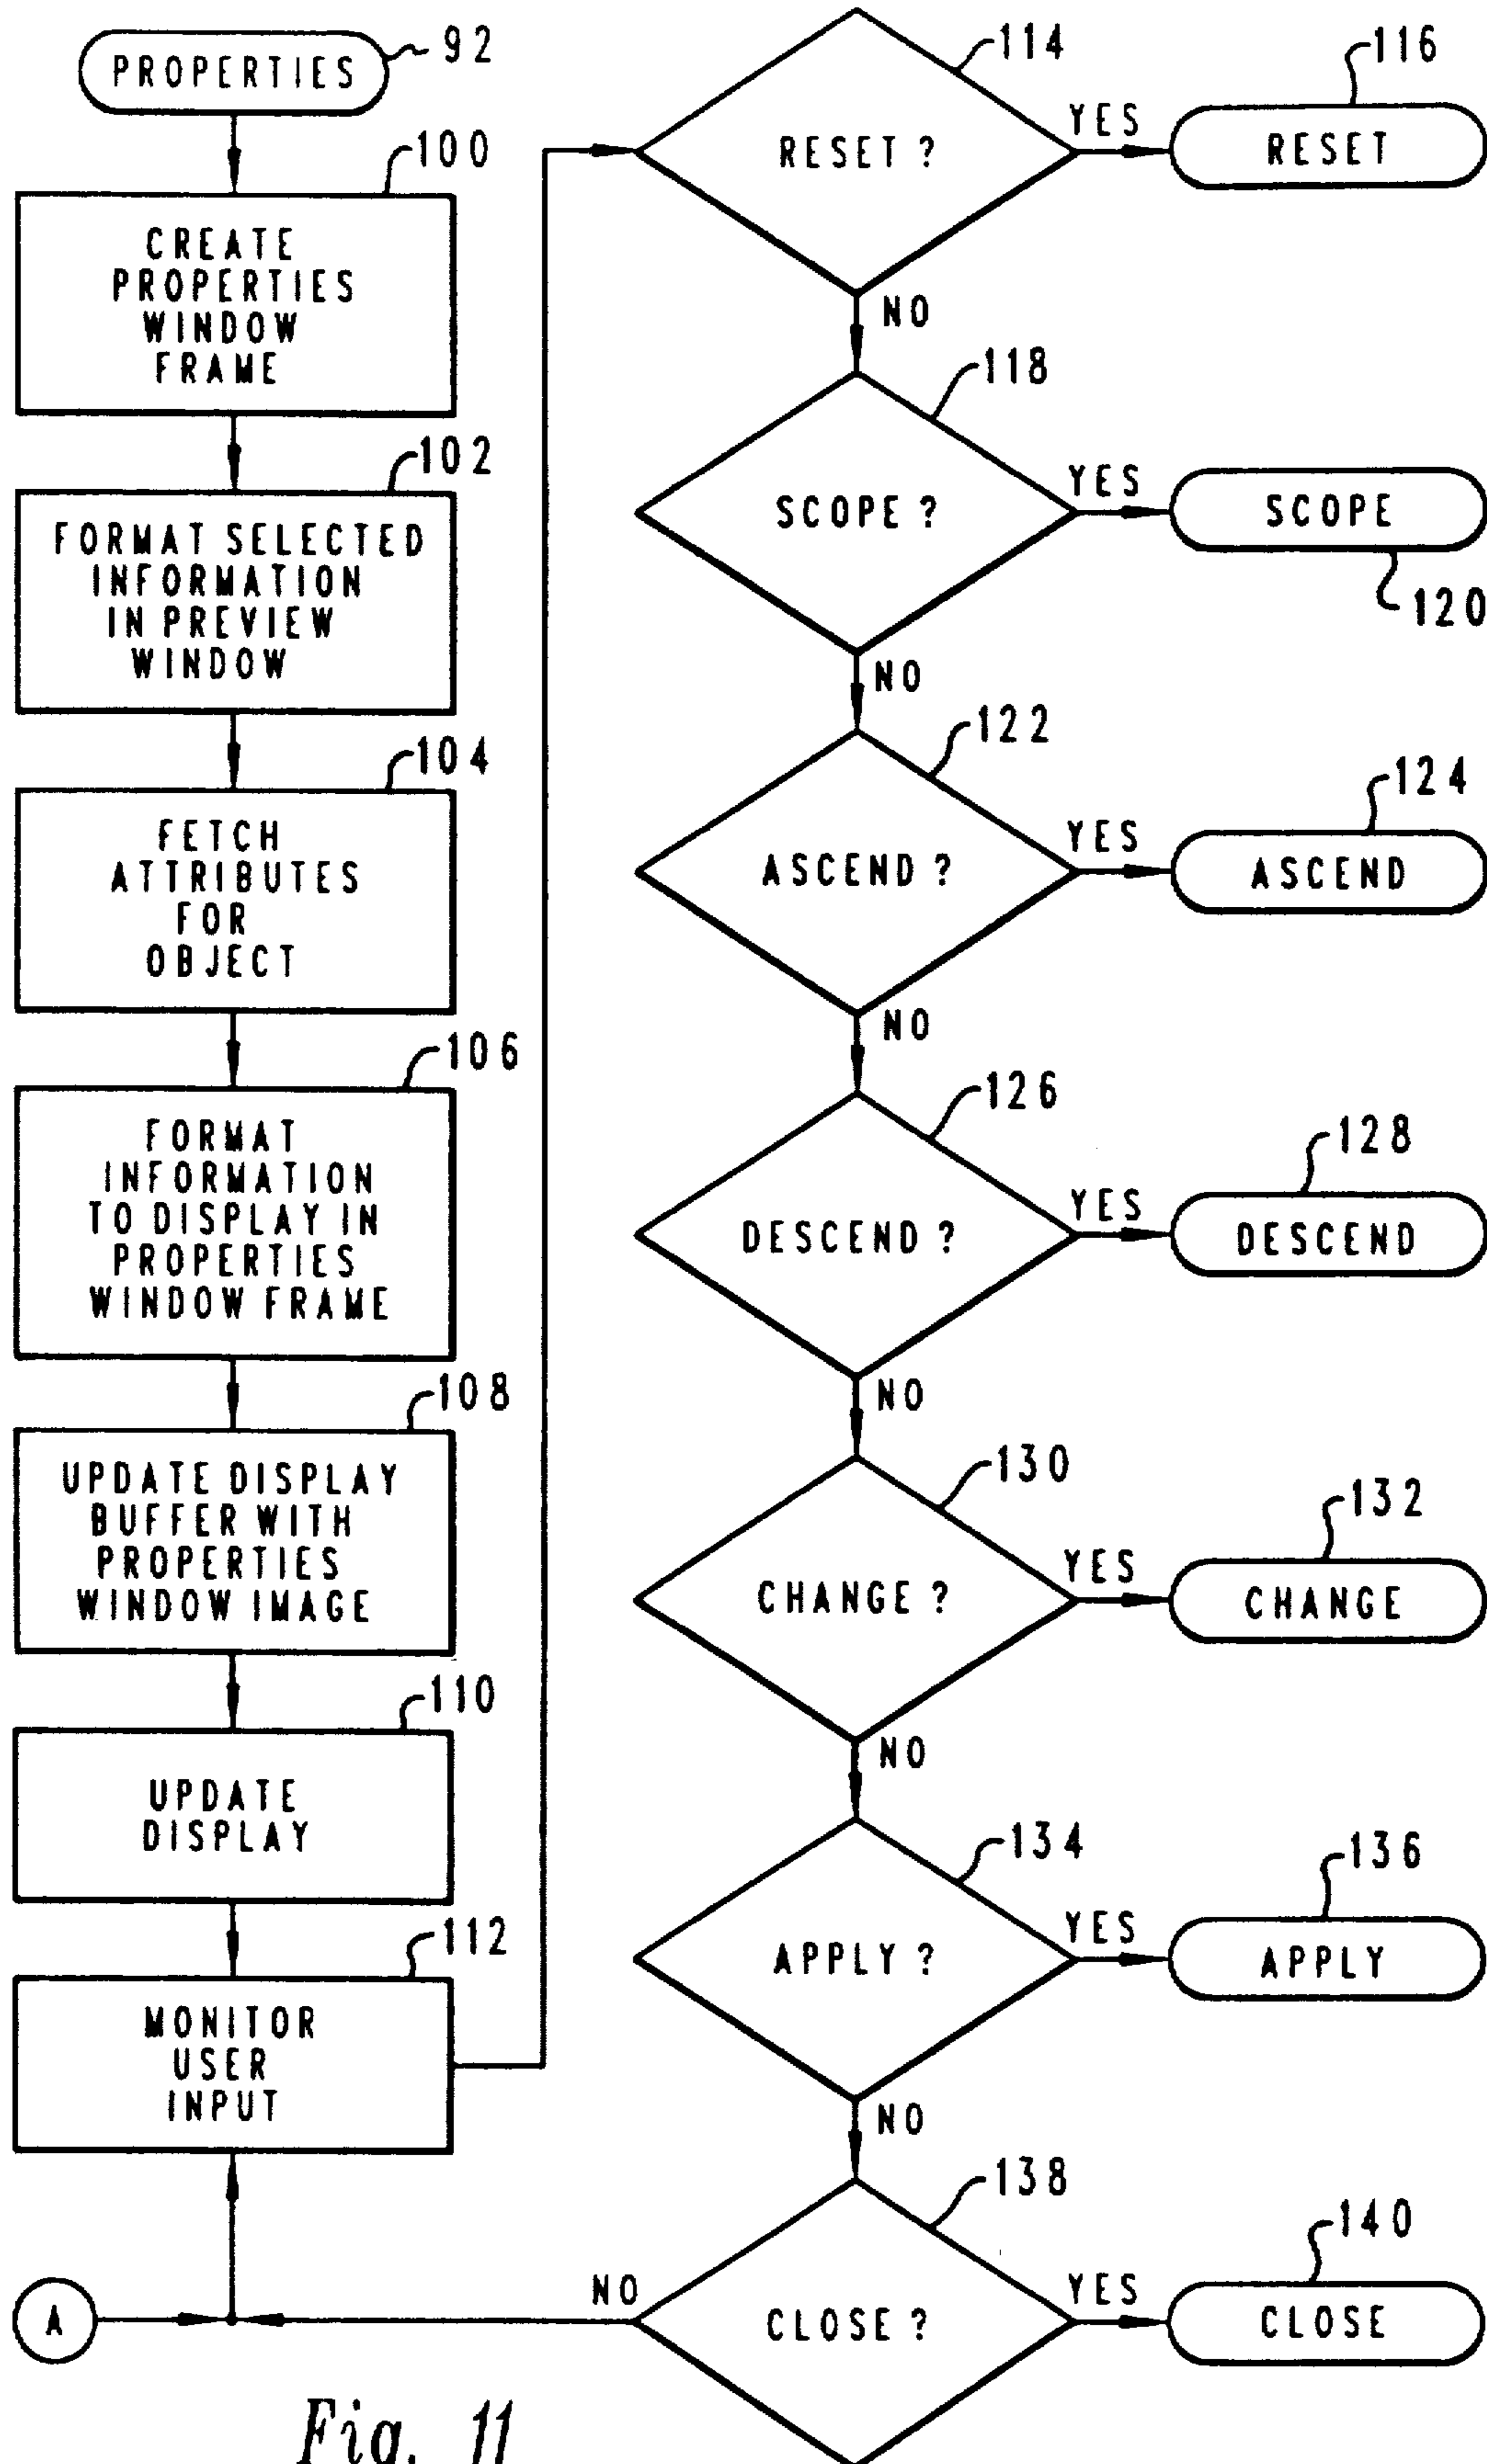 PROPERTIES
92
100
CREATE
PROPERTIES
WINDOW
FRAME
102
FORMAT SELECTED
INFORMATION
IN PREVIEW
WINDOW
104
FETCH
ATTRIBUTES
FOR
OBJECT
106
FORMAT
INFORMATION
TO DISPLAY IN
PROPERTIES
WINDOW FRAME
108
UPDATE DISPLAY
BUFFER WITH
PROPERTIES
WINDOW IMAGE
110
UPDATE
DISPLAY
112
MONITOR
USER
INPUT
A
114
RESET ?
YES
116
RESET
NO
118
SCOPE ?
YES
SCOPE
120
NO
122
ASCEND ?
YES
124
ASCEND
NO
126
DESCEND ?
YES
128
DESCEND
NO
130
CHANGE ?
YES
132
CHANGE
NO
134
APPLY ?
YES
136
APPLY
NO
138
CLOSE ?
NO
YES
140
CLOSE
Fig. 11